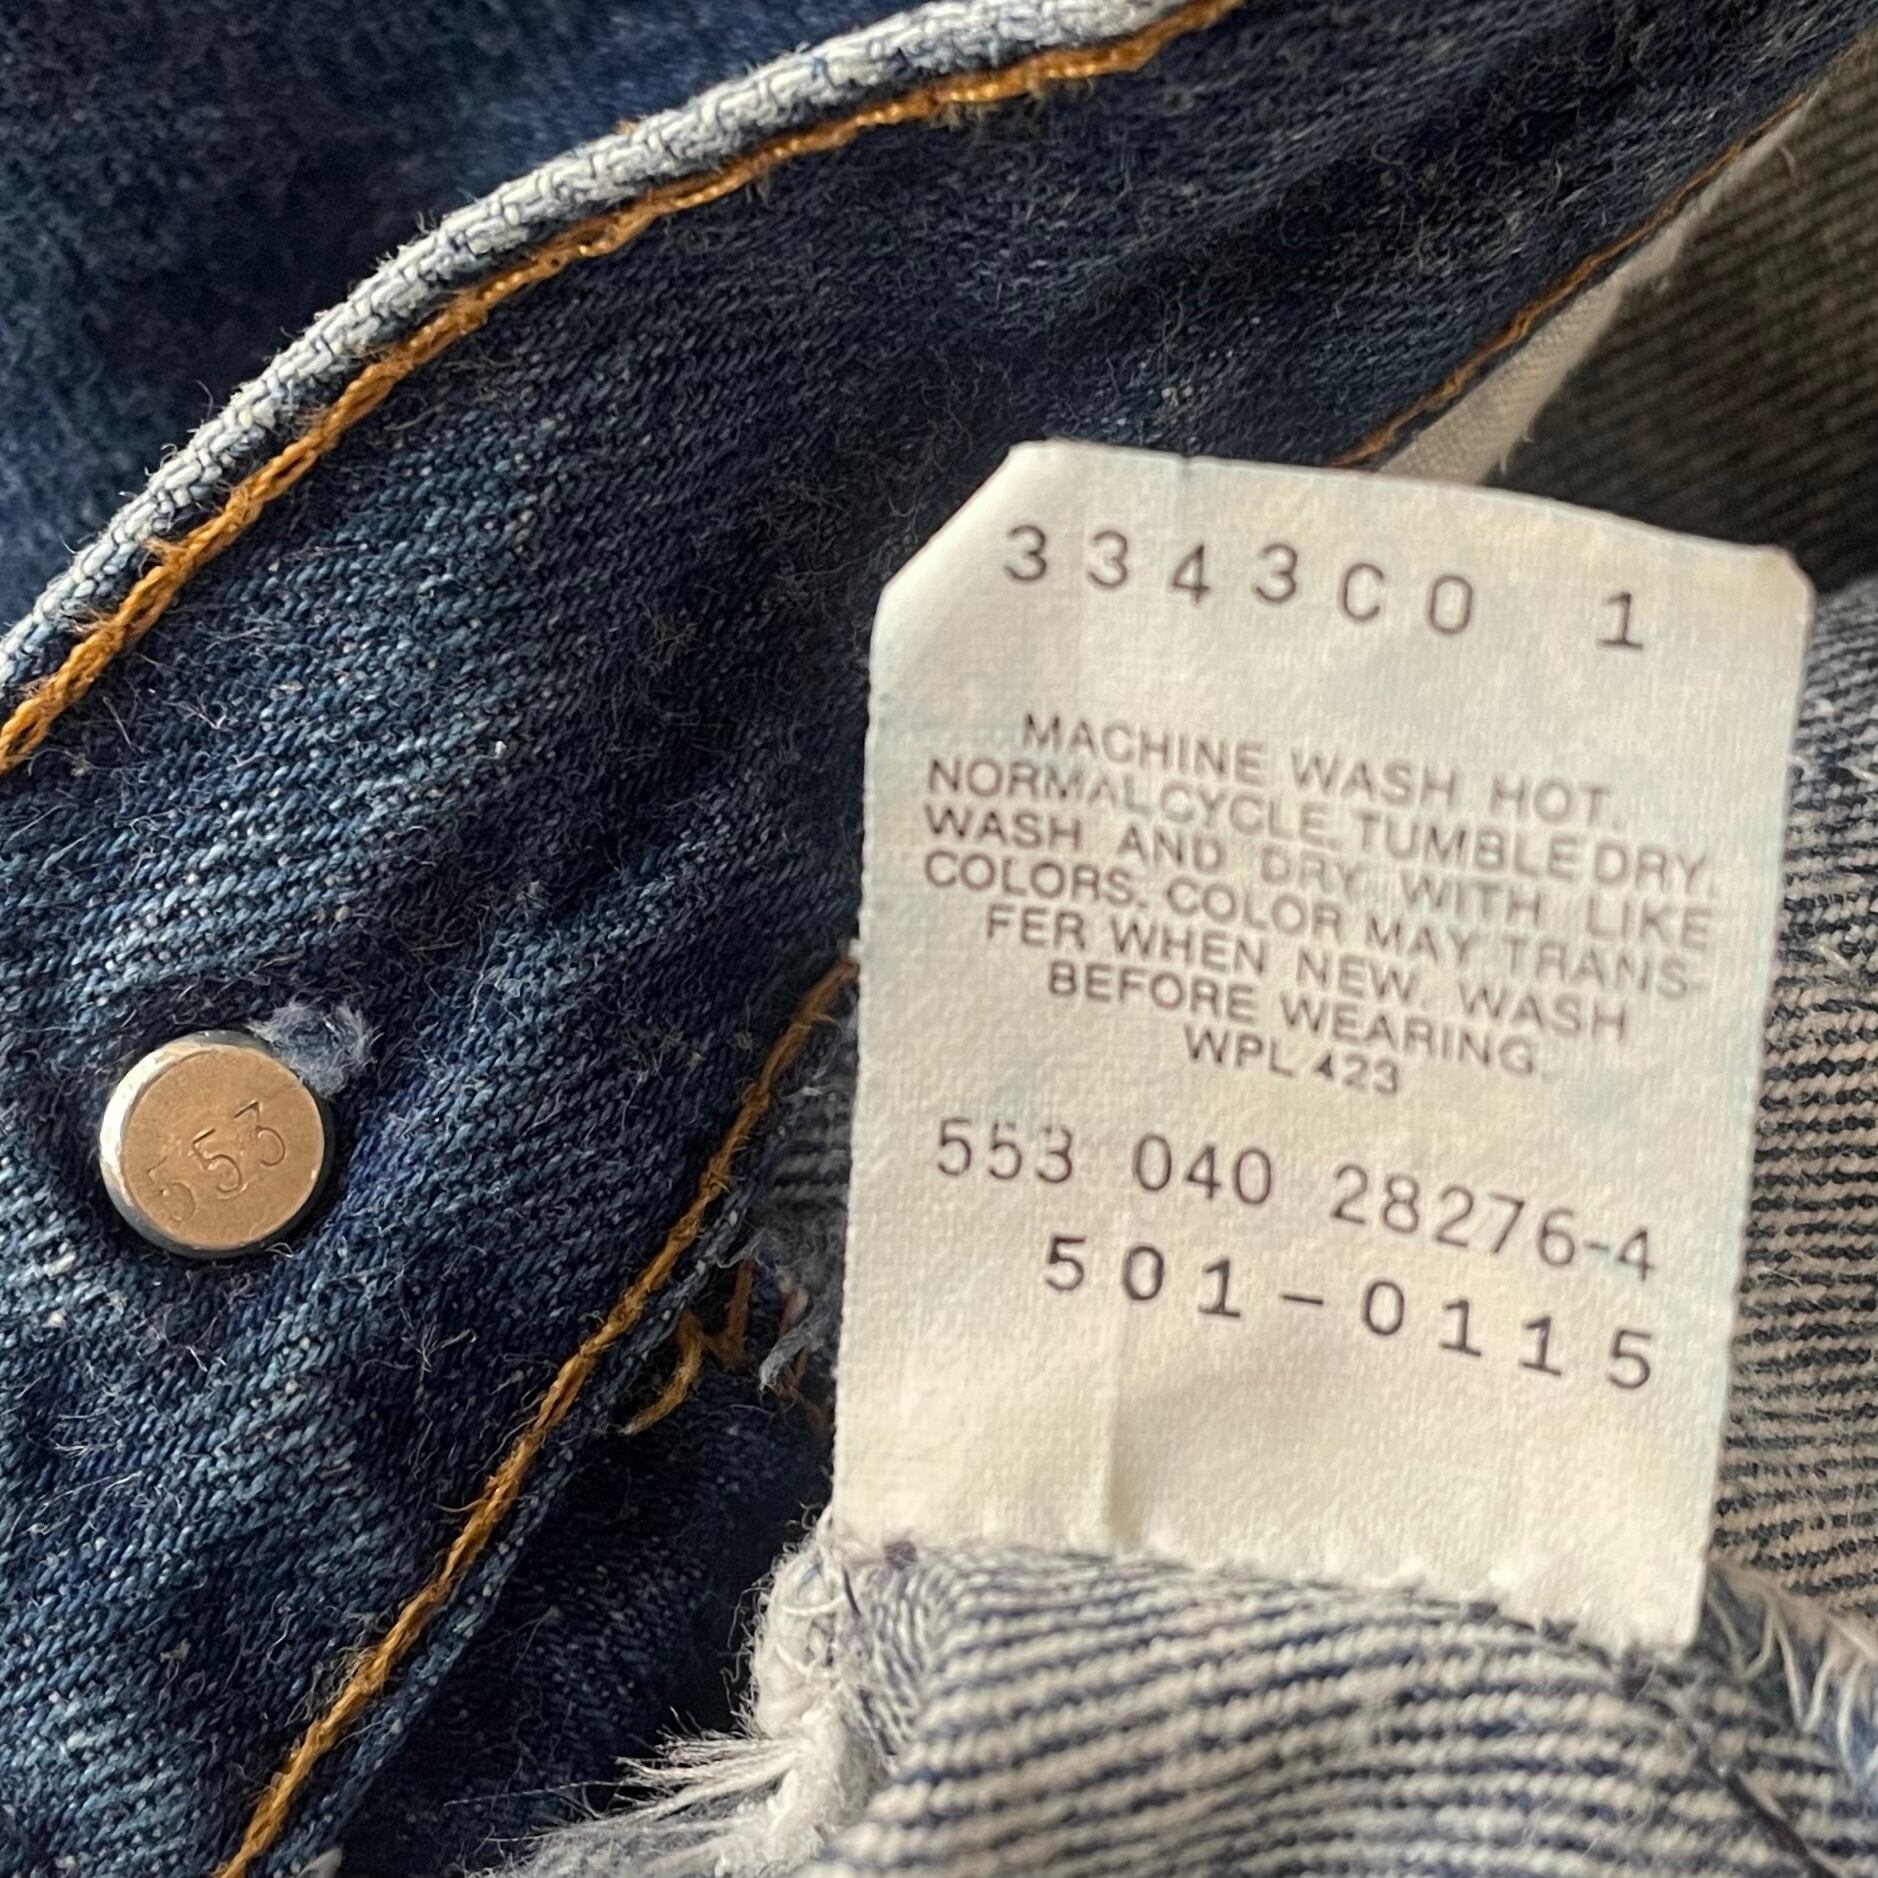 3343C0 1
MACHINE WASH HOT.
NORMAL CYCLE. TUMBLE DRY.
WASH AND DRY WITH LIKE
COLORS. COLOR MAY TRANS-
FER WHEN NEW. WASH
BEFORE WEARING.
WPL 423
553 040 28276-4
501-0115
553